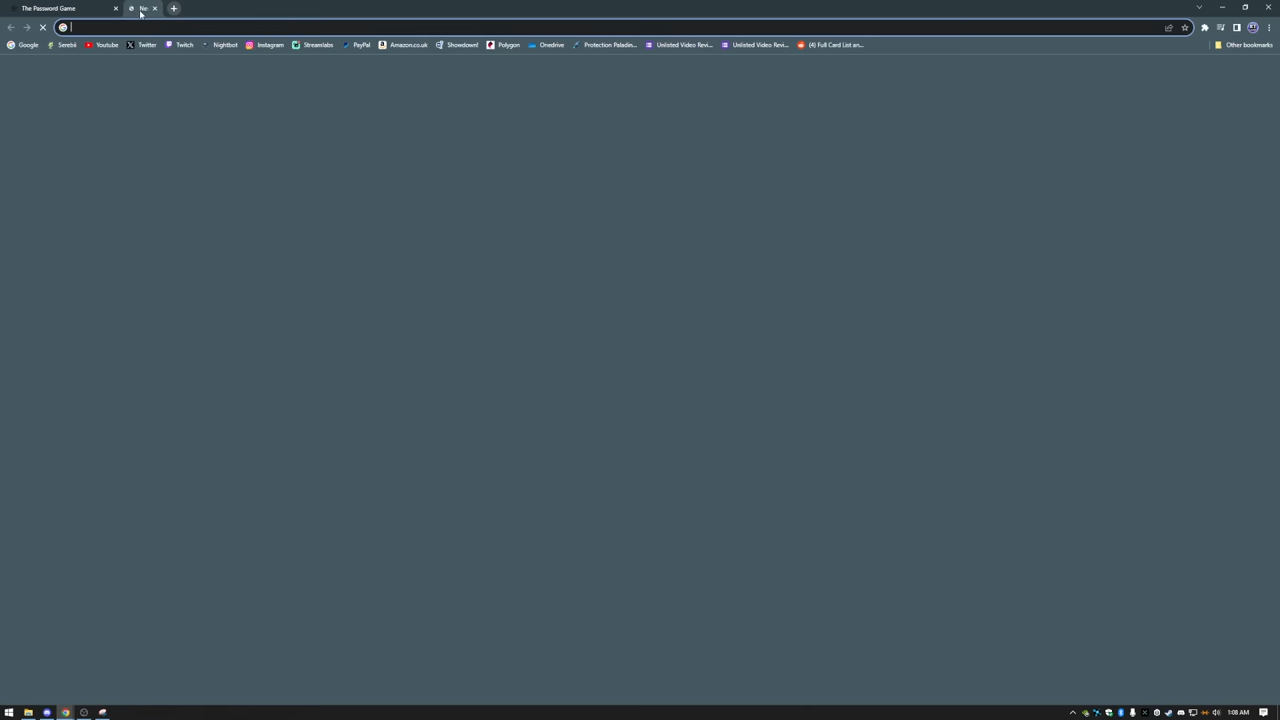 The Password Game
Ne
Google
Serebii
Youtube
Twitter
Twitch
Nightbot
Instagram
Streamlabs
PayPal
Amazon.co.uk
Showdown!
Polygon
Onedrive
Protection Paladin...
Unlisted Video Revi...
Unlisted Video Revi...
(4) Full Card List an...
Other bookmarks
1:08 AM